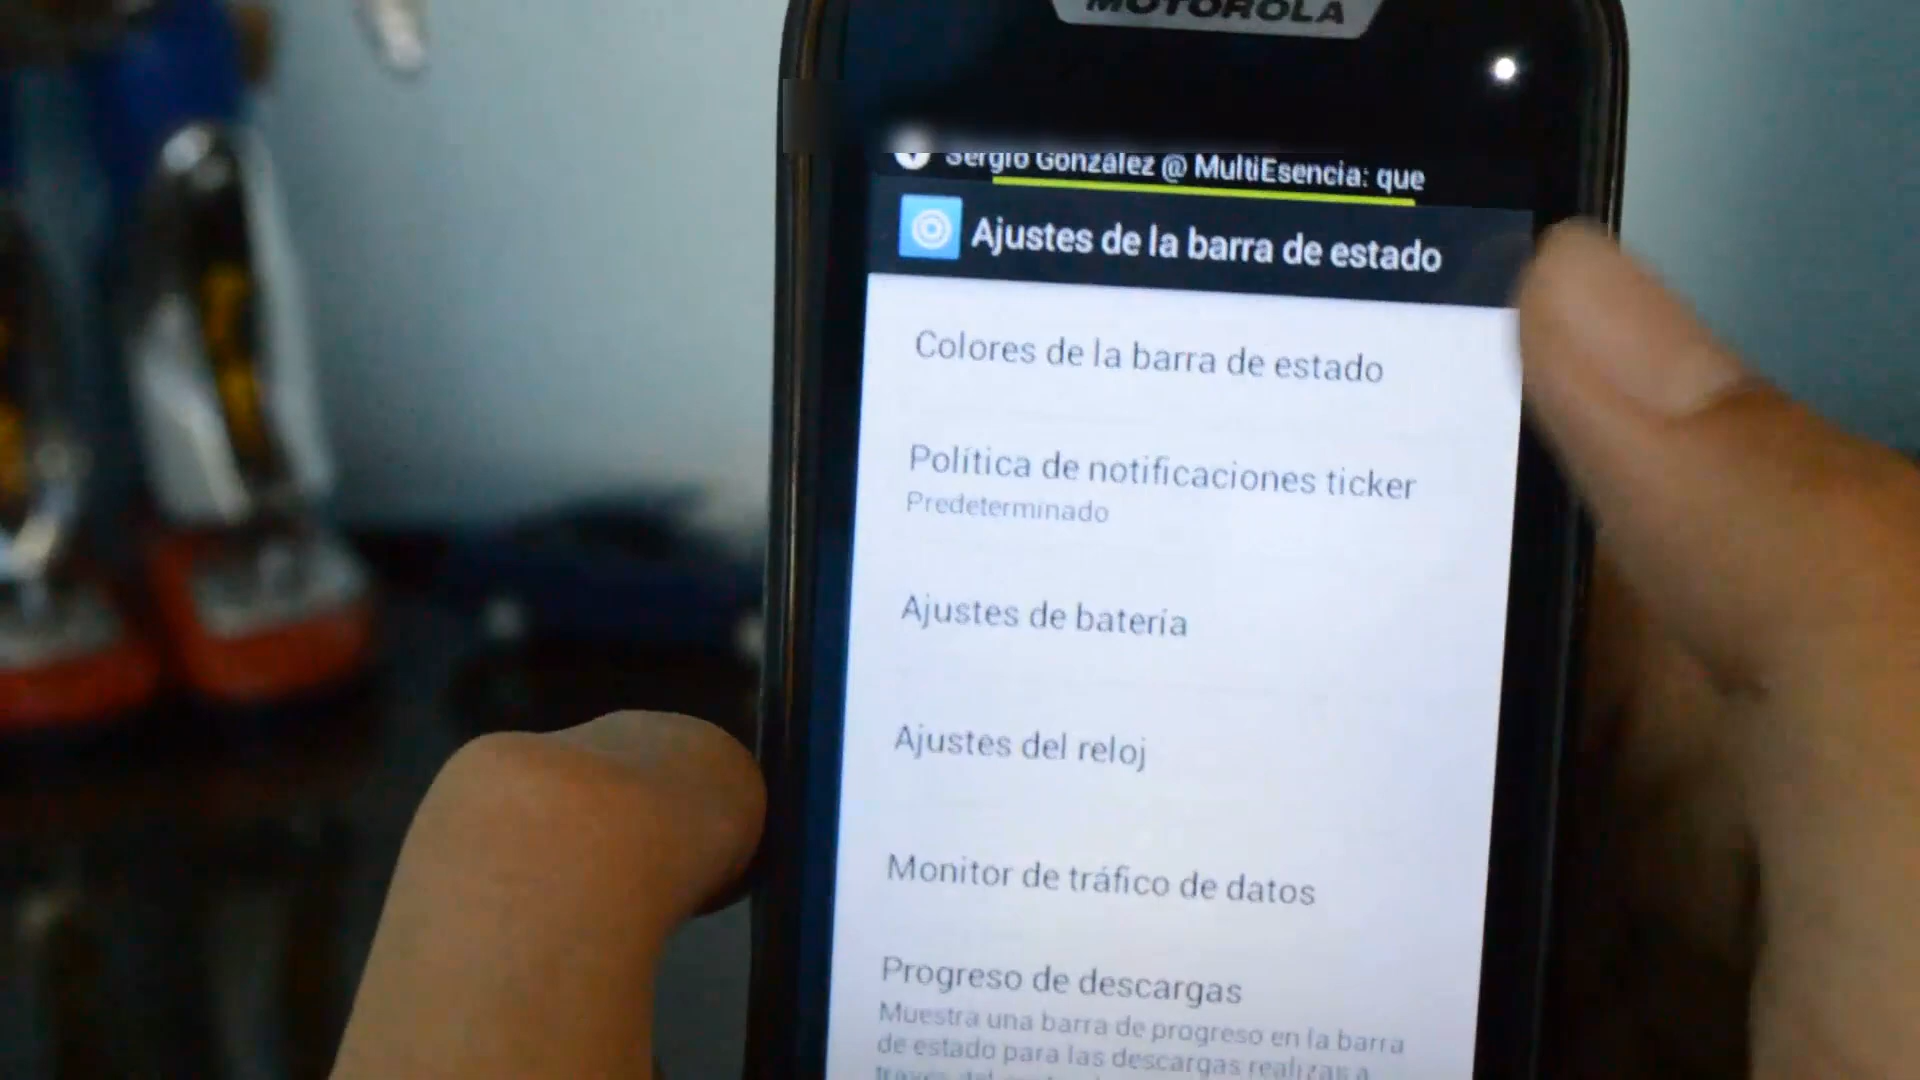 MOTOROLA
Sergio González @ MultiEsencia: que
Ajustes de la barra de estado
Colores de la barra de estado
Política de notificaciones ticker
Predeterminado
Ajustes de batería
Ajustes del reloj
Monitor de tráfico de datos
Progreso de descargas
Muestra una barra de progreso en la barra
de estado para las descargas realizas a